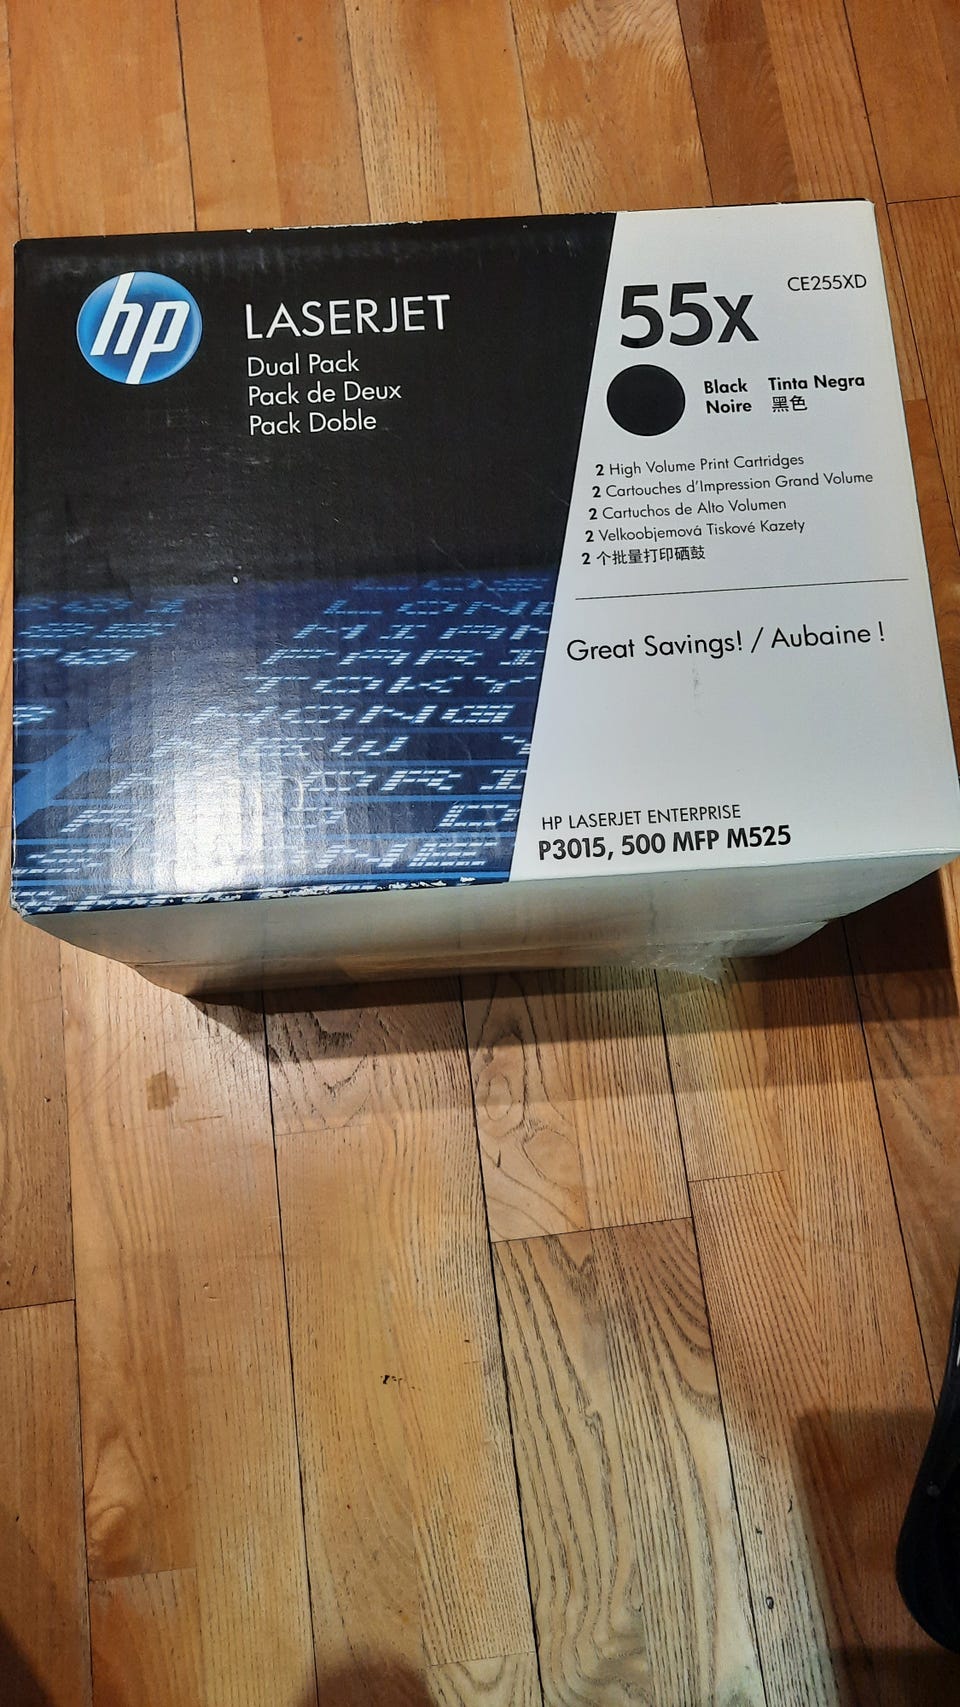 hp
LASERJET
Dual Pack
Pack de Deux
Pack Doble
55x
CE255XD
Black Tinta Negra
Noire 黑色
2 High Volume Print Cartridges
2 Cartouches d'Impression Grand Volume
2 Cartuchos de Alto Volumen
2 Velkoobjemová Tiskové Kazety
2 个批量打印硒鼓
Great Savings! / Aubaine !
HP LASERJET ENTERPRISE
P3015, 500 MFP M525